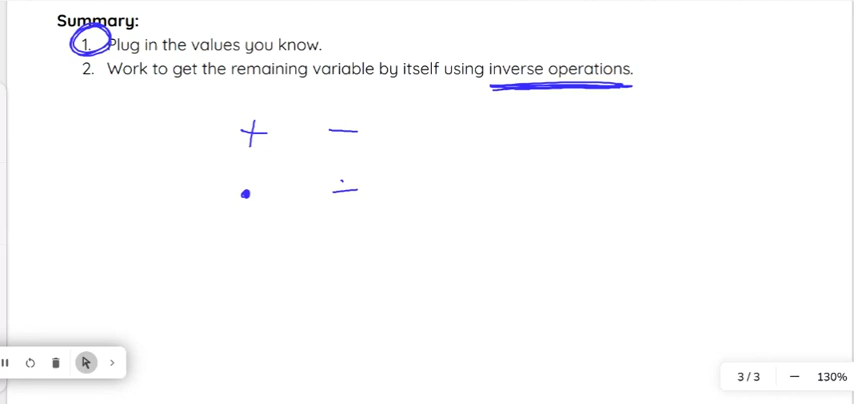 Summary:
1. Plug in the values you know.
2. Work to get the remaining variable by itself using inverse operations.
+ −
• ÷
3 / 3 — 130%